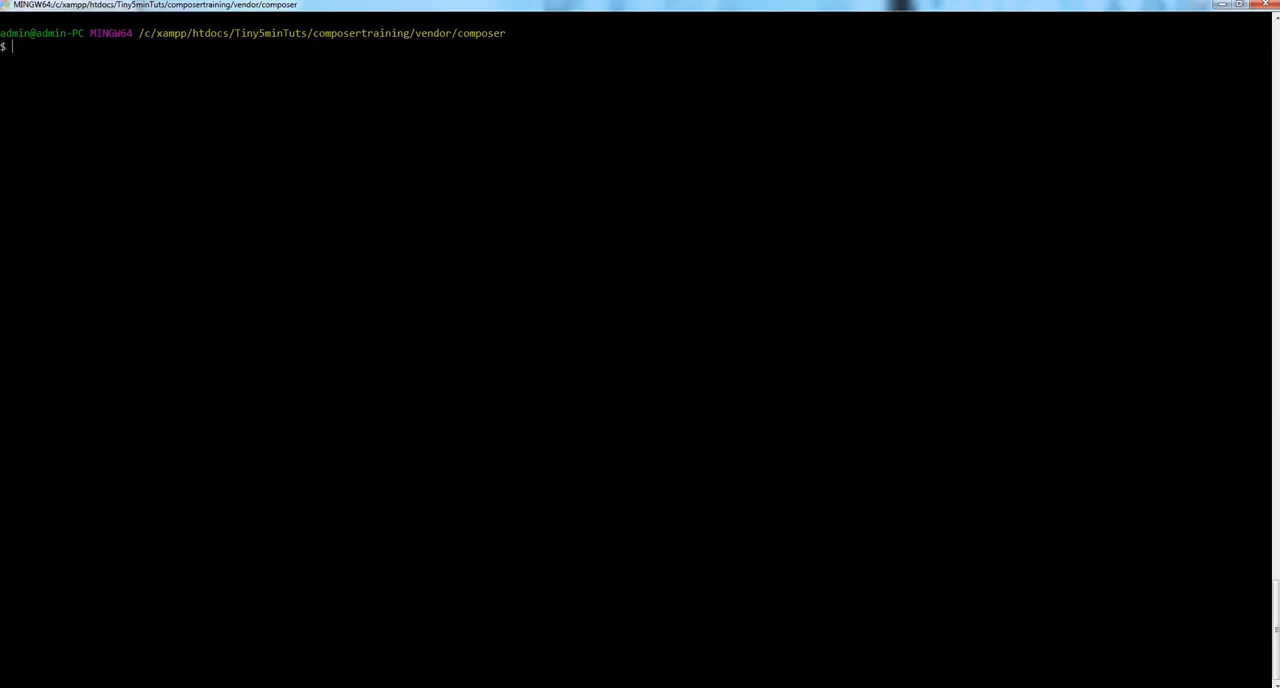 MINGW64:/c/xampp/htdocs/Tiny5minTuts/composertraining/vendor/composer
admin@admin-PC MINGW64 /c/xampp/htdocs/Tiny5minTuts/composertraining/vendor/composer
$